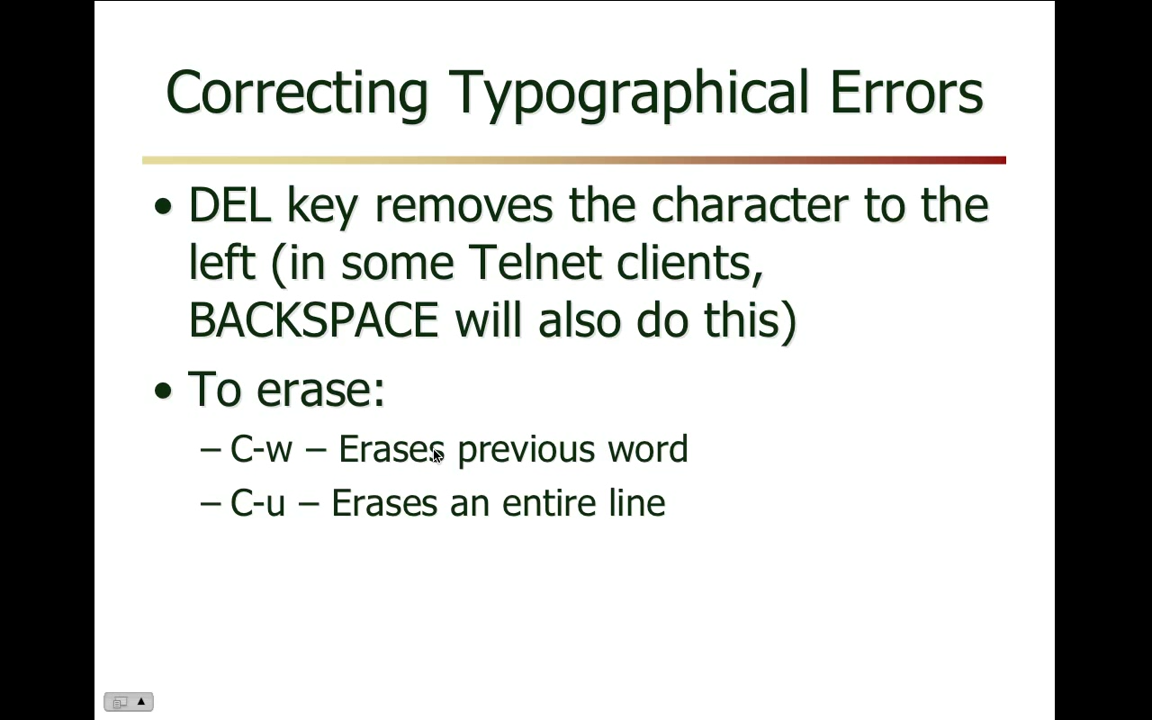 Correcting Typographical Errors
• DEL key removes the character to the
left (in some Telnet clients,
BACKSPACE will also do this)
• To erase:
– C-w – Erases previous word
– C-u – Erases an entire line